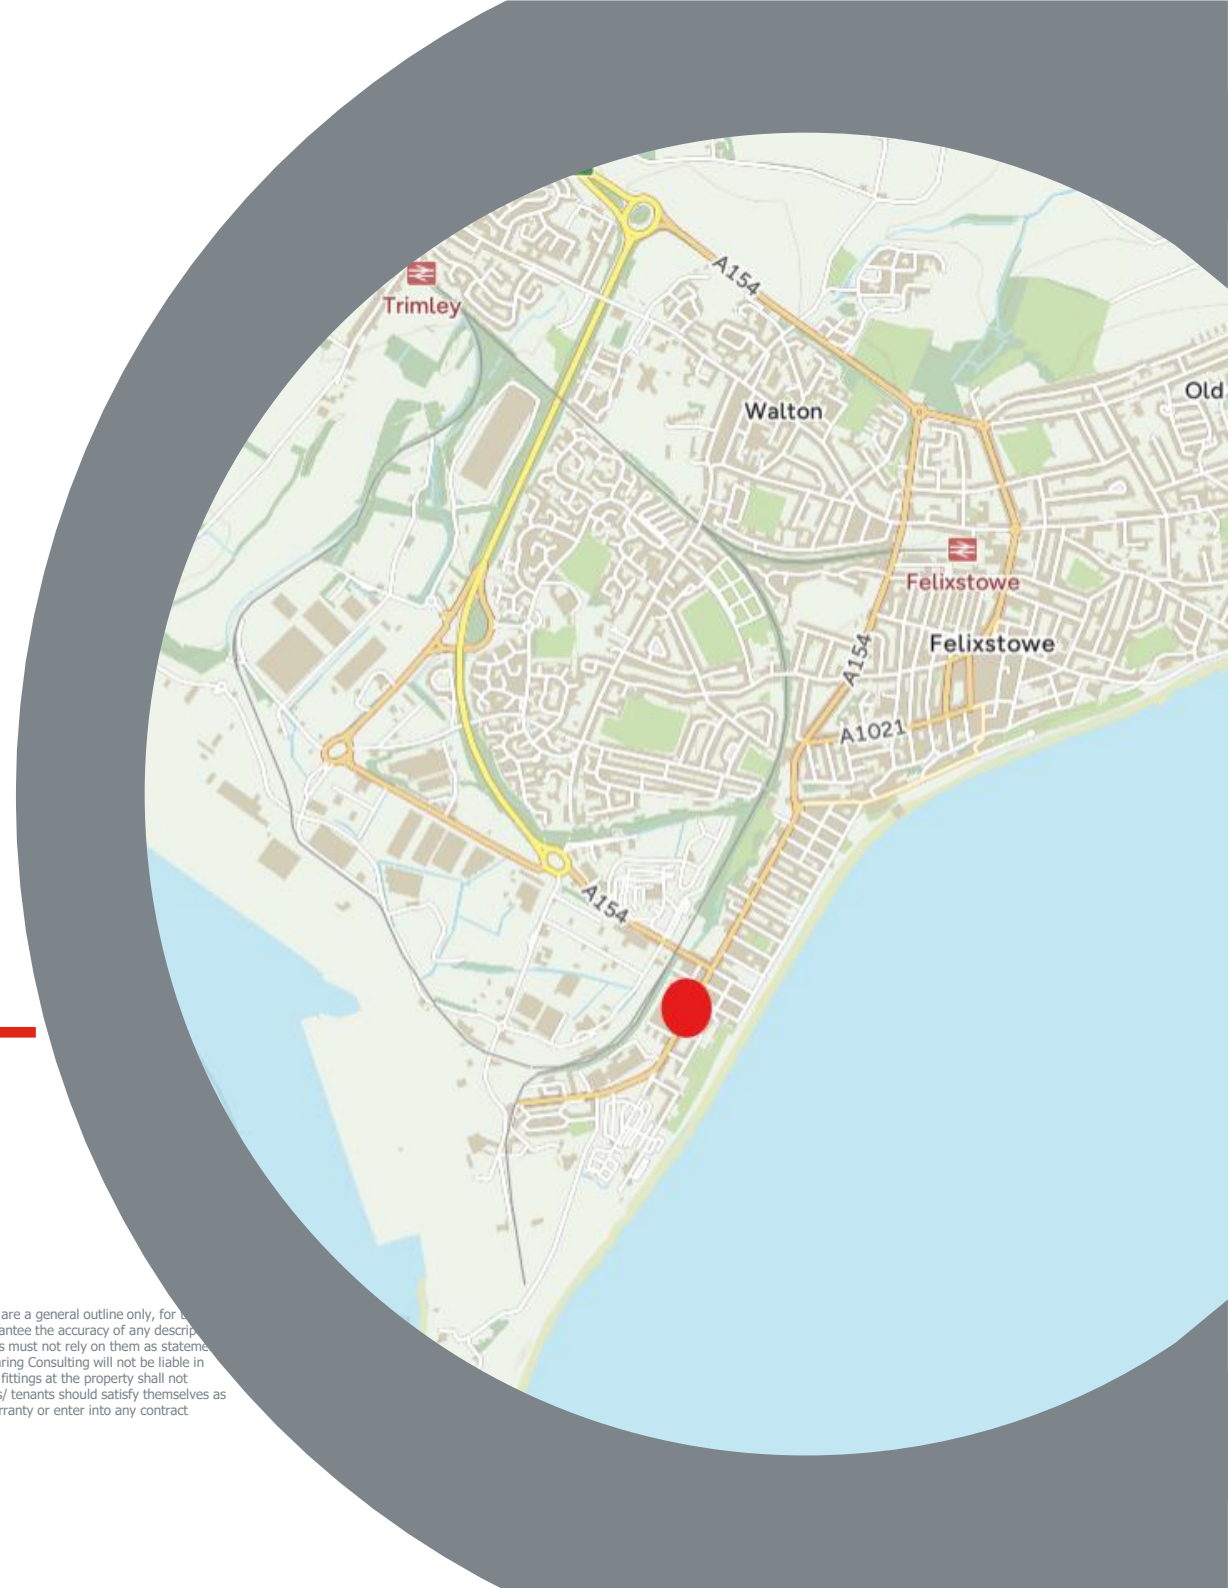 A154
Trimley
Old
Walton
Felixstowe
Felixstowe
A154
A1021
A154
are a general outline only, for
antee the accuracy of any descrip
s must not rely on them as stateme
ring Consulting will not be liable in
fittings at the property shall not
s/ tenants should satisfy themselves as
rranty or enter into any contract